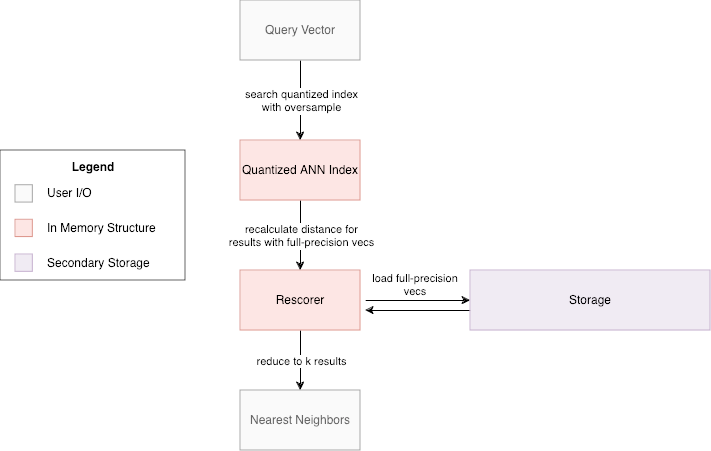 Query Vector
search quantized index
with oversample
Quantized ANN Index
Legend
User I/O
In Memory Structure
Secondary Storage
recalculate distance for
results with full-precision vecs
Rescorer
load full-precision
vecs
Storage
reduce to k results
Nearest Neighbors